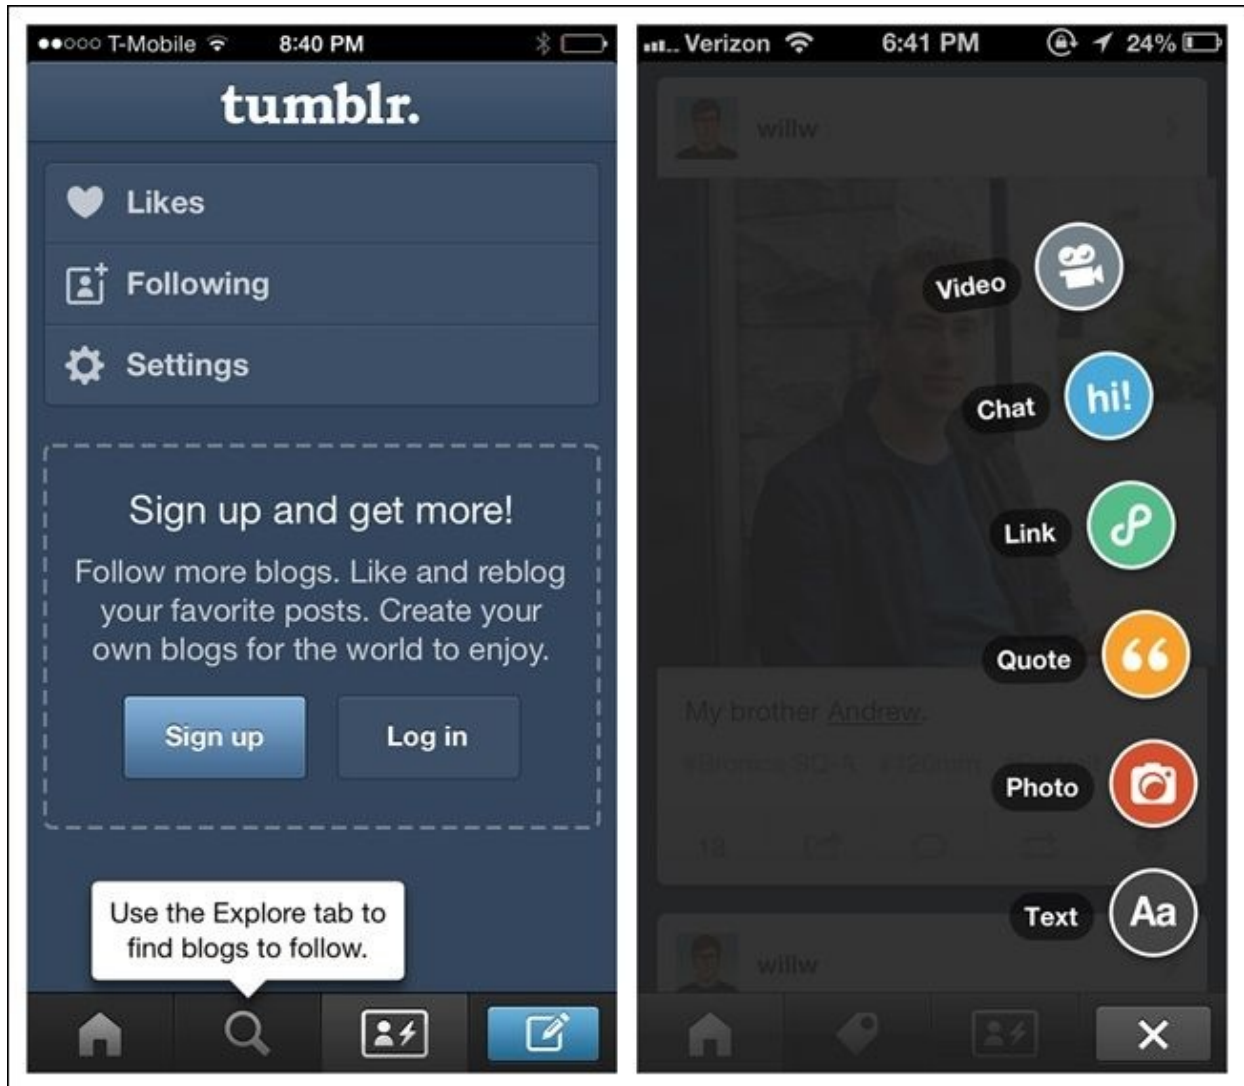 T-Mobile 8:40 PM
tumblr.
Likes
Following
Settings
Sign up and get more!
Follow more blogs. Like and reblog
your favorite posts. Create your
own blogs for the world to enjoy.
Sign up Log in
Use the Explore tab to
find blogs to follow.
Verizon 6:41 PM 24%
willw
Video
Chat hi!
Link
Quote
Photo
My brother Andrew.
18
Text Aa
willw